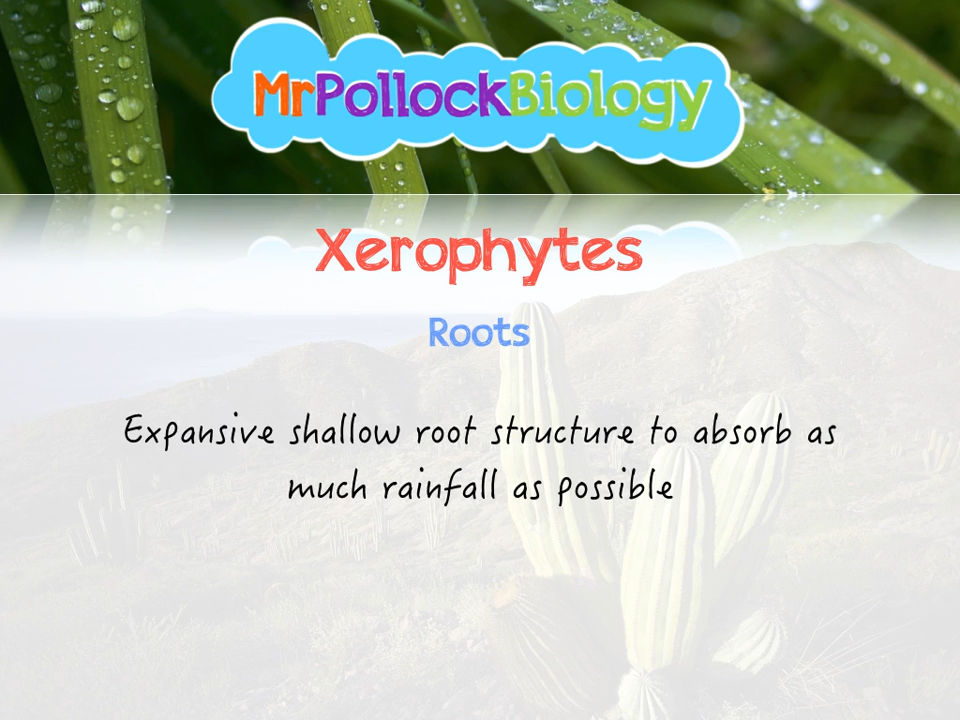 MrPollockBiology
Xerophytes
Roots
Expansive shallow root structure to absorb as
much rainfall as possible